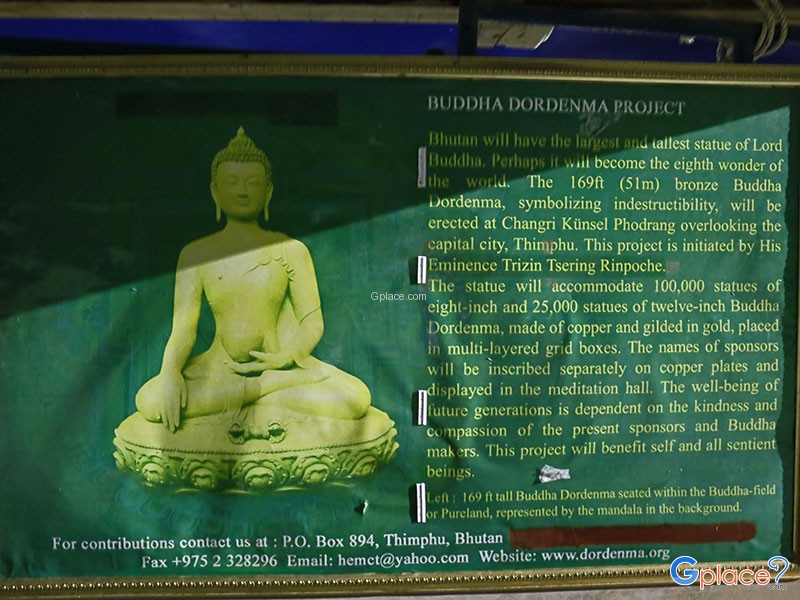 BUDDHA DORDENMA PROJECT
Bhutan will have the largest and tallest statue of Lord
Buddha. Perhaps it will become the eighth wonder of
the world. The 169ft (51m) bronze Buddha
Dordenma, symbolizing indestructibility, will be
erected at Changri Künsel Phodrang overlooking the
capital city, Thimphu. This project is initiated by His
Eminence Trizin Tsering Rinpoche.
The statue will accommodate 100,000 statues of
eight-inch and 25,000 statues of twelve-inch Buddha
Dordenma, made of copper and gilded in gold, placed
in multi-layered grid boxes. The names of sponsors
will be inscribed separately on copper plates and
displayed in the meditation hall. The well-being of
future generations is dependent on the kindness and
compassion of the present sponsors and Buddha
makers. This project will benefit self and all sentient
beings.
Left : 169 ft tall Buddha Dordenma seated within the Buddha-field
or Pureland, represented by the mandala in the background.
For contributions contact us at : P.O. Box 894, Thimphu, Bhutan
Fax +975 2 328296 Email: hemct@yahoo.com Website: www.dordenma.org
Gplace.com
Gplace?
.com